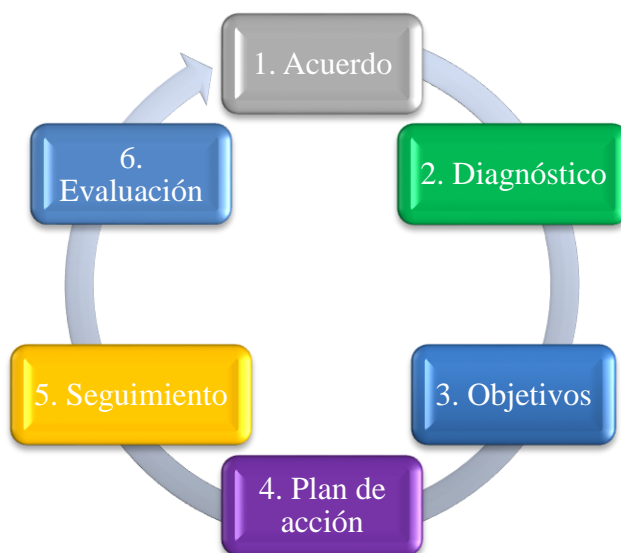 1. Acuerdo
2. Diagnóstico
3. Objetivos
4. Plan de
acción
5. Seguimiento
6.
Evaluación